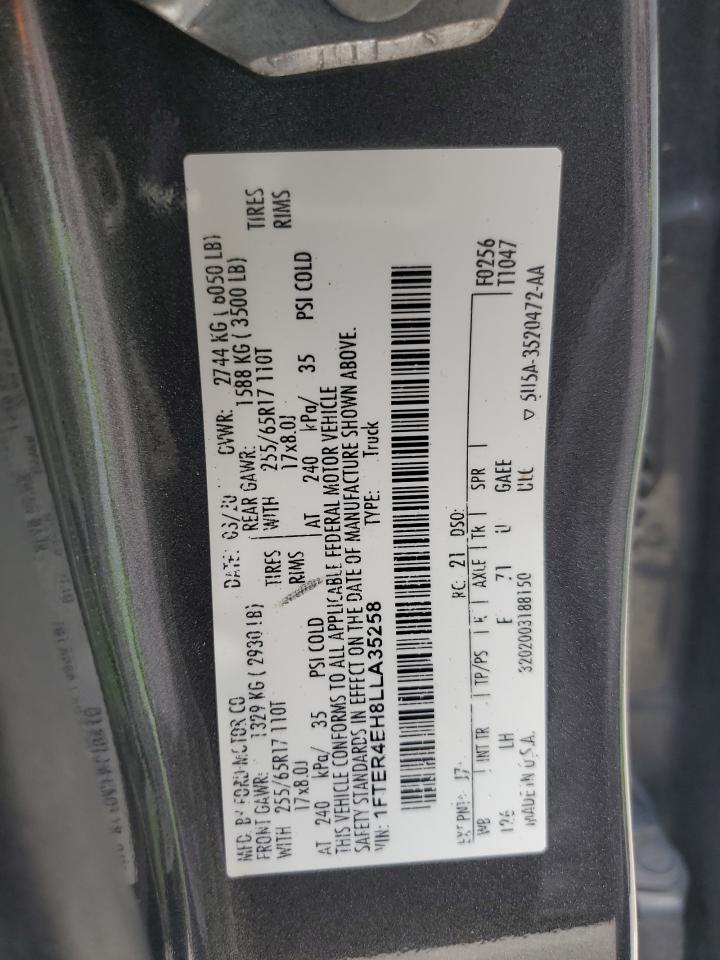 MFD. BY FORD MOTOR CO
DATE: 03/20 GVWR: 2744 KG ( 6050 LB)
FRONT GAWR: 1329 KG ( 2930 LB) REAR GAWR: 1588 KG ( 3500 LB)
WITH 255/65R17 110T TIRES WITH 255/65R17 110T TIRES
17x8.0J RIMS 17x8.0J RIMS
AT 240 kPa/ 35 PSI COLD AT 240 kPa/ 35 PSI COLD
THIS VEHICLE CONFORMS TO ALL APPLICABLE FEDERAL MOTOR VEHICLE
SAFETY STANDARDS IN EFFECT ON THE DATE OF MANUFACTURE SHOWN ABOVE.
VIN: 1FTER4EH8LLA35258 TYPE: Truck
EXT PNT: J7 RC: 21 DSO: F0256
WB INT TR TP/PS R AXLE TR SPR T1047
126 LH E 71 U GAEE
MADE IN U.S.A. 3202003188150 ▽ 5U5A-3520472-AA